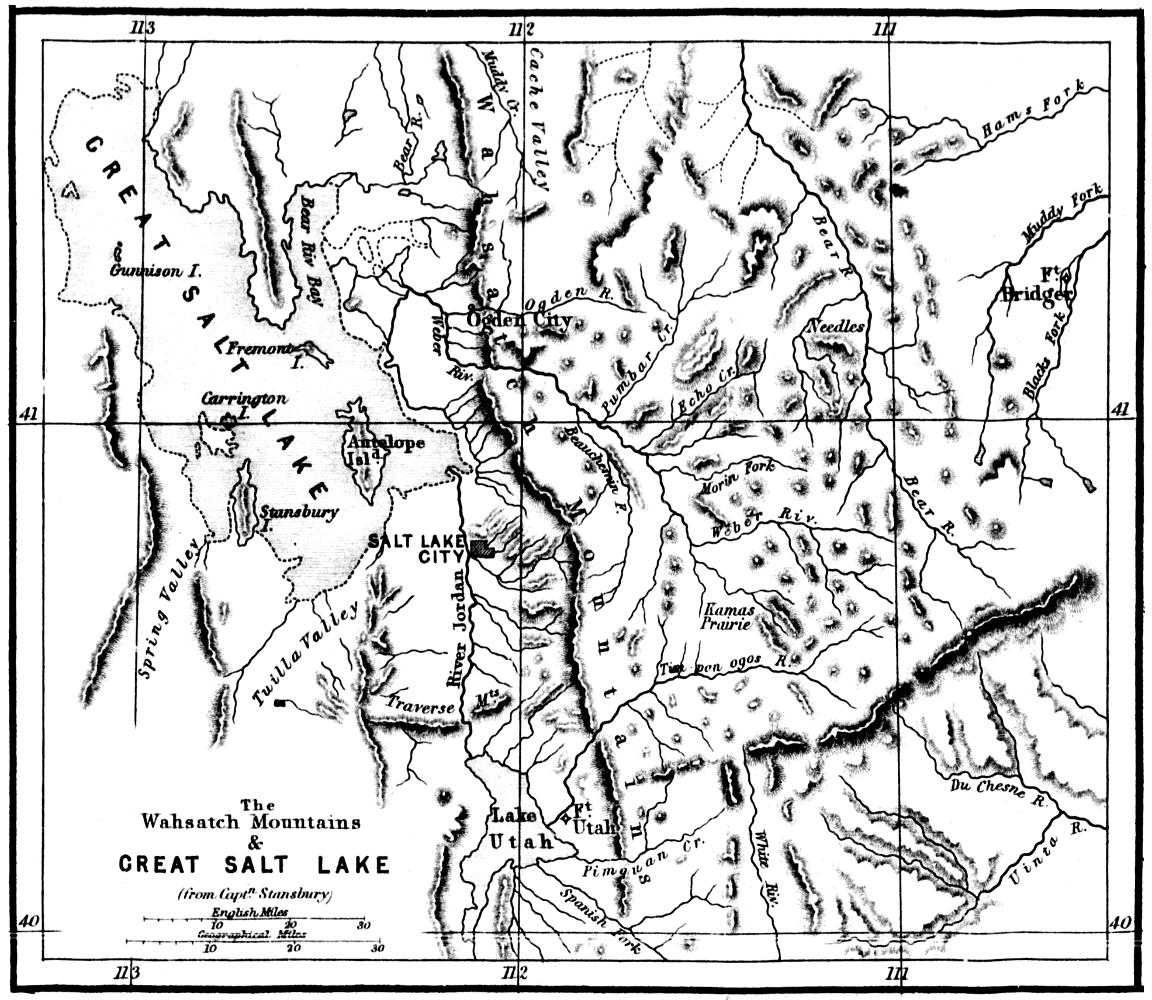 113
112
111
GREAT SALT LAKE
Bear R.
Muddy Cr.
Cache Valley
Wahsatch Mountains
Hams Fork
Muddy Fork
Bear Riv. Bay
Gunnison I.
Bear R.
Ft.
Bridger
Blacks Fork
Ogden R.
Ogden City
Weber
Riv.
Fremont
I.
Needles
Pumbar Cr.
Echo Cr.
Carrington
I.
41
41
Antelope
Isld.
Beauchemin F.
Morin Fork
Stansbury
I.
Weber Riv.
Bear R.
SALT LAKE
CITY
Spring Valley
Tuilla Valley
River Jordan
Kamas
Prairie
Timpanogos R.
Traverse Mts
Du Chesne R.
Uinta R.
Lake
Utah
Ft.
Utah
Pimquan Cr.
White Riv.
Spanish Fork
The
Wahsatch Mountains
&
GREAT SALT LAKE
(from Captn. Stansbury)
English Miles
10 20 30
Geographical Miles
10 20 30
40
40
113
112
111